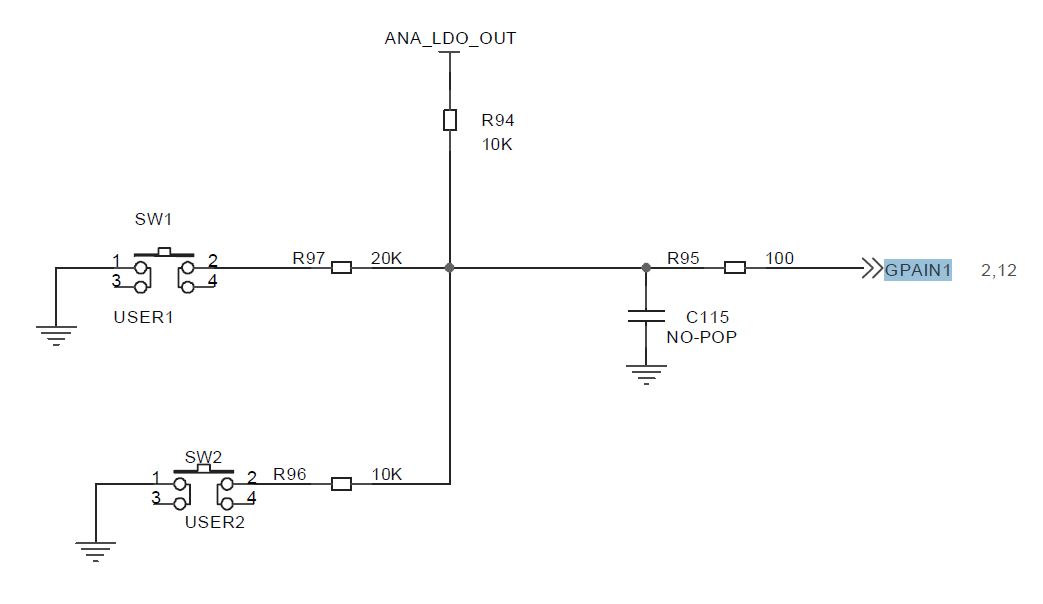 ANA_LDO_OUT
R94
10K
SW1
1 2 R97 20K R95 100
3 4 GPAIN1 2,12
USER1 C115
NO-POP
SW2
1 2 R96 10K
3 4
USER2